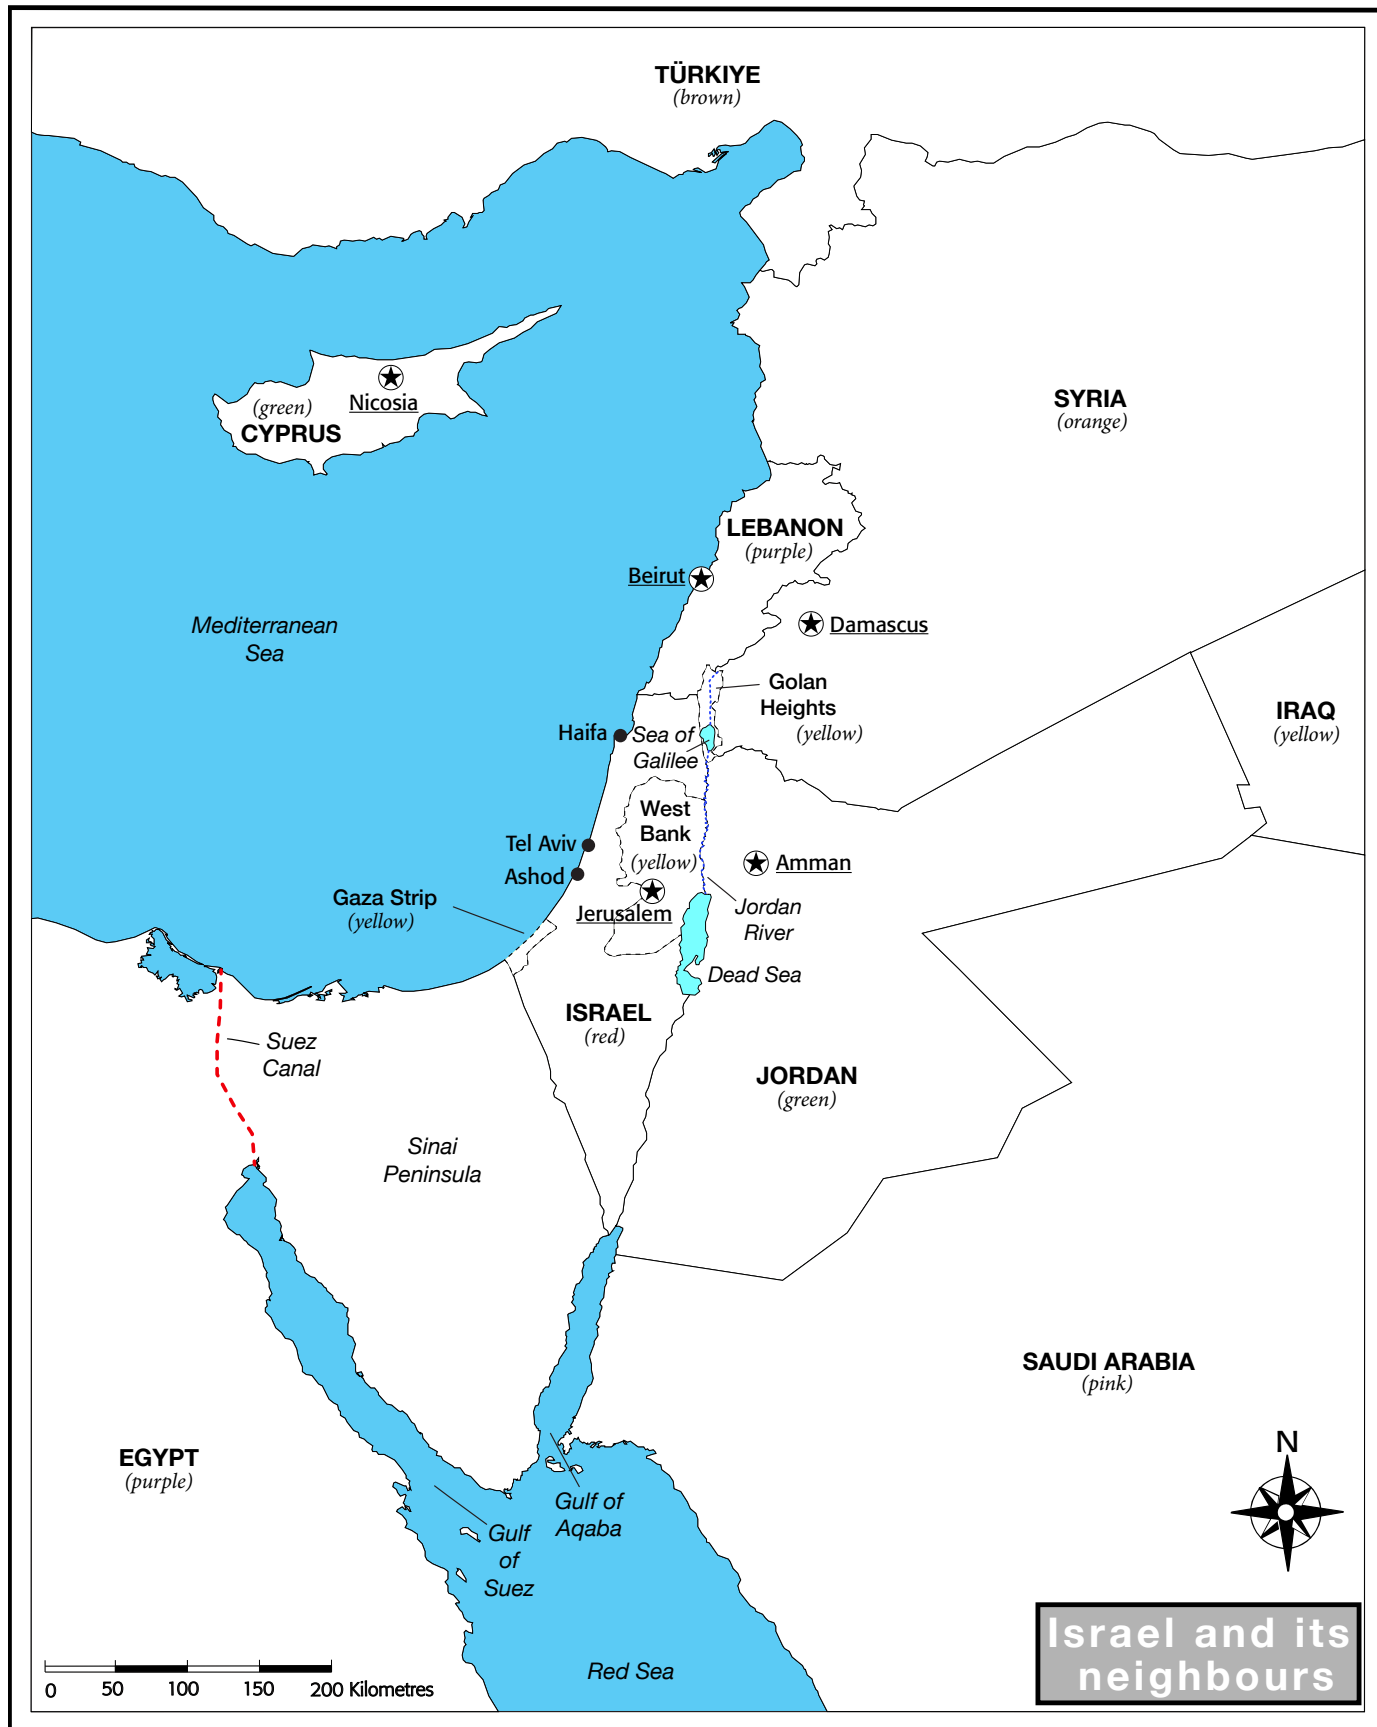 TÜRKIYE
(brown)
Nicosia
(green)
CYPRUS
SYRIA
(orange)
LEBANON
(purple)
Beirut
Damascus
Mediterranean
Sea
Golan
Heights
(yellow)
IRAQ
(yellow)
Haifa
Sea of
Galilee
West
Bank
(yellow)
Tel Aviv
Ashod
Amman
Gaza Strip
(yellow)
Jerusalem
Jordan
River
Dead Sea
ISRAEL
(red)
Suez
Canal
JORDAN
(green)
Sinai
Peninsula
SAUDI ARABIA
(pink)
EGYPT
(purple)
N
Gulf of
Aqaba
Gulf
of
Suez
Red Sea
0 50 100 150 200 Kilometres
Israel and its
neighbours